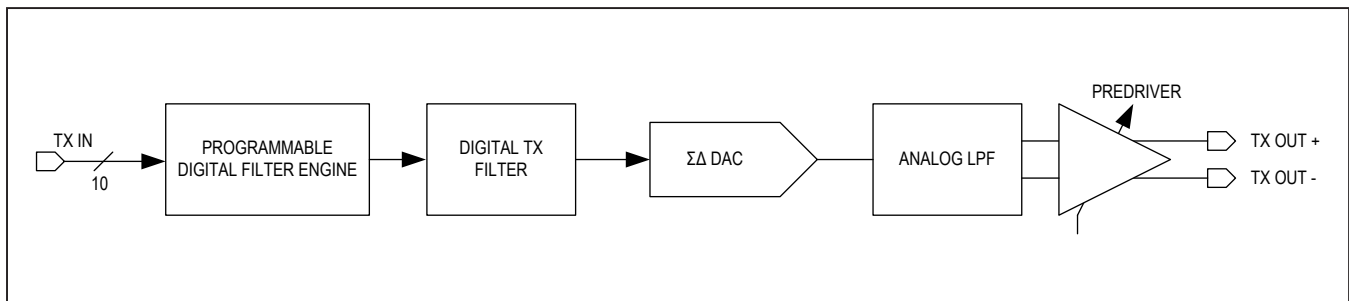 TX IN
10
PROGRAMMABLE
DIGITAL FILTER ENGINE
DIGITAL TX
FILTER
ΣΔ DAC
ANALOG LPF
PREDRIVER
TX OUT +
TX OUT -